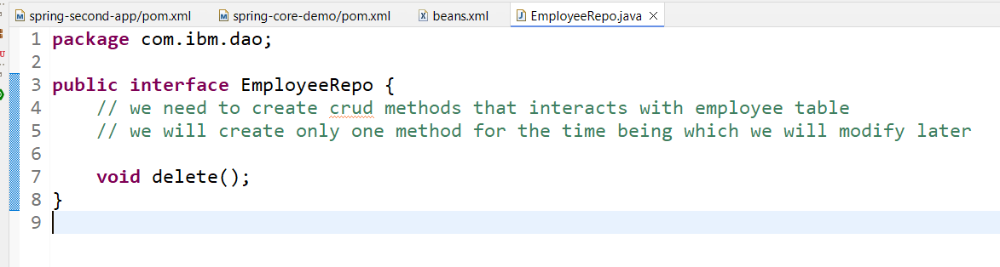 spring-second-app/pom.xml spring-core-demo/pom.xml beans.xml EmployeeRepo.java
1 package com.ibm.dao;
2
3 public interface EmployeeRepo {
4 // we need to create crud methods that interacts with employee table
5 // we will create only one method for the time being which we will modify later
6
7 void delete();
8 }
9